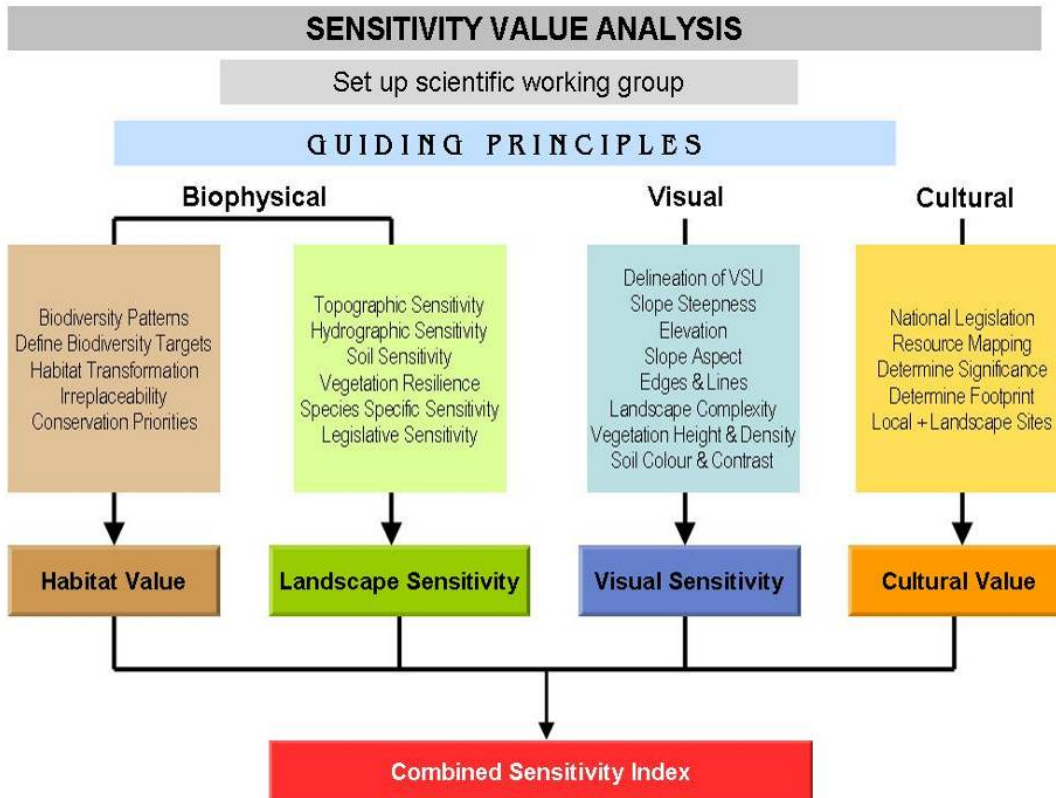 SENSITIVITY VALUE ANALYSIS
Set up scientific working group
GUIDING PRINCIPLES
Biophysical
Visual
Cultural
Biodiversity Patterns
Define Biodiversity Targets
Habitat Transformation
Irreplaceability
Conservation Priorities
Topographic Sensitivity
Hydrographic Sensitivity
Soil Sensitivity
Vegetation Resilience
Species Specific Sensitivity
Legislative Sensitivity
Delineation of VSU
Slope Steepness
Elevation
Slope Aspect
Edges & Lines
Landscape Complexity
Vegetation Height & Density
Soil Colour & Contrast
National Legislation
Resource Mapping
Determine Significance
Determine Footprint
Local + Landscape Sites
Habitat Value
Landscape Sensitivity
Visual Sensitivity
Cultural Value
Combined Sensitivity Index